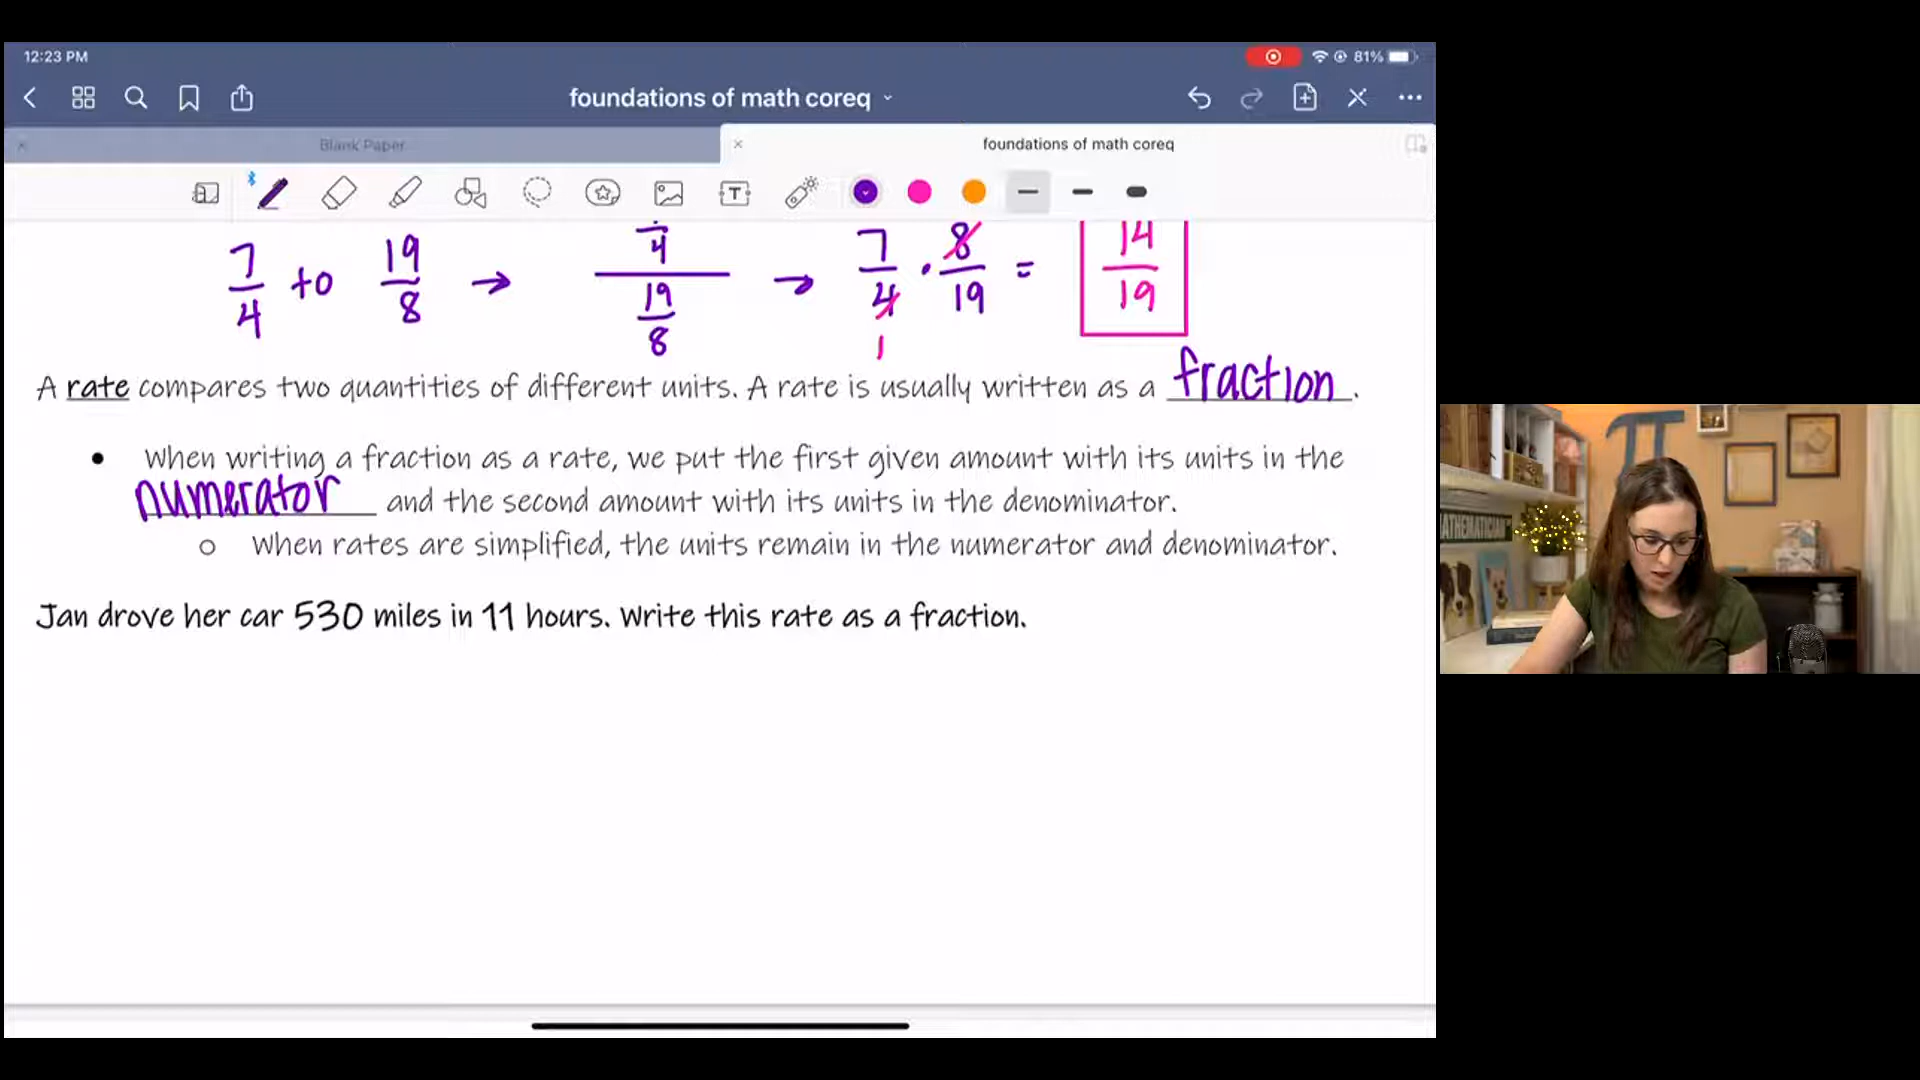 12:23 PM
81%
foundations of math coreq
Blank Paper
foundations of math coreq
T
7/4 to 19/8 → 7/4 / 19/8 → 7/4 · 8/19 = 14/19
1
A rate compares two quantities of different units. A rate is usually written as a fraction.
• When writing a fraction as a rate, we put the first given amount with its units in the
numerator and the second amount with its units in the denominator.
o When rates are simplified, the units remain in the numerator and denominator.
Jan drove her car 530 miles in 11 hours. Write this rate as a fraction.
MATHEMATICIAN